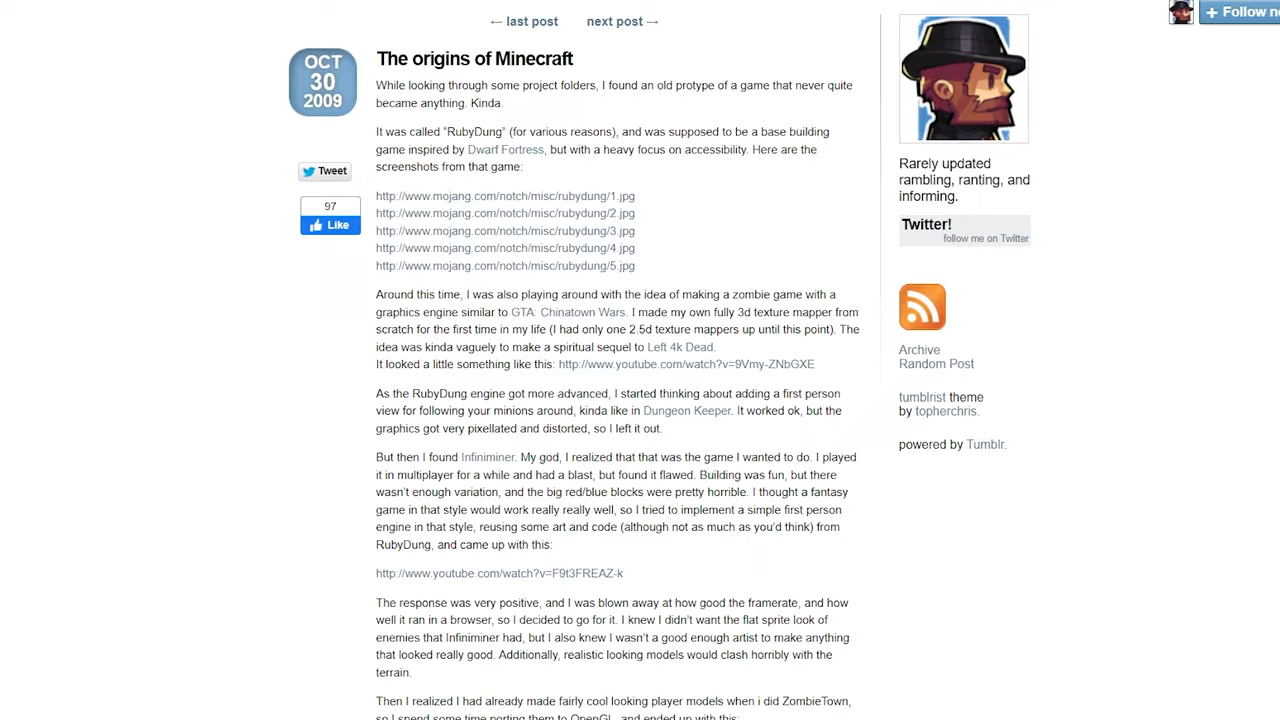 ← last post
next post →
+ Follow
OCT
30
2009
The origins of Minecraft
While looking through some project folders, I found an old protype of a game that never quite
became anything. Kinda.
It was called “RubyDung” (for various reasons), and was supposed to be a base building
game inspired by Dwarf Fortress, but with a heavy focus on accessibility. Here are the
screenshots from that game:
http://www.mojang.com/notch/misc/rubydung/1.jpg
http://www.mojang.com/notch/misc/rubydung/2.jpg
http://www.mojang.com/notch/misc/rubydung/3.jpg
http://www.mojang.com/notch/misc/rubydung/4.jpg
http://www.mojang.com/notch/misc/rubydung/5.jpg
Around this time, I was also playing around with the idea of making a zombie game with a
graphics engine similar to GTA: Chinatown Wars. I made my own fully 3d texture mapper from
scratch for the first time in my life (I had only one 2.5d texture mappers up until this point). The
idea was kinda vaguely to make a spiritual sequel to Left 4k Dead.
It looked a little something like this: http://www.youtube.com/watch?v=9Vmy-ZNbGXE
As the RubyDung engine got more advanced, I started thinking about adding a first person
view for following your minions around, kinda like in Dungeon Keeper. It worked ok, but the
graphics got very pixellated and distorted, so I left it out.
But then I found Infiniminer. My god, I realized that that was the game I wanted to do. I played
it in multiplayer for a while and had a blast, but found it flawed. Building was fun, but there
wasn’t enough variation, and the big red/blue blocks were pretty horrible. I thought a fantasy
game in that style would work really really well, so I tried to implement a simple first person
engine in that style, reusing some art and code (although not as much as you’d think) from
RubyDung, and came up with this:
http://www.youtube.com/watch?v=F9t3FREAZ-k
The response was very positive, and I was blown away at how good the framerate, and how
well it ran in a browser, so I decided to go for it. I knew I didn’t want the flat sprite look of
enemies that Infiniminer had, but I also knew I wasn’t a good enough artist to make anything
that looked really good. Additionally, realistic looking models would clash horribly with the
terrain.
Then I realized I had already made fairly cool looking player models when i did ZombieTown,
so I spend some time porting them to OpenGL, and ended up with this:
Tweet
97
Like
Rarely updated
rambling, ranting, and
informing.
Twitter!
follow me on Twitter
Archive
Random Post
tumblrist theme
by topherchris.
powered by Tumblr.